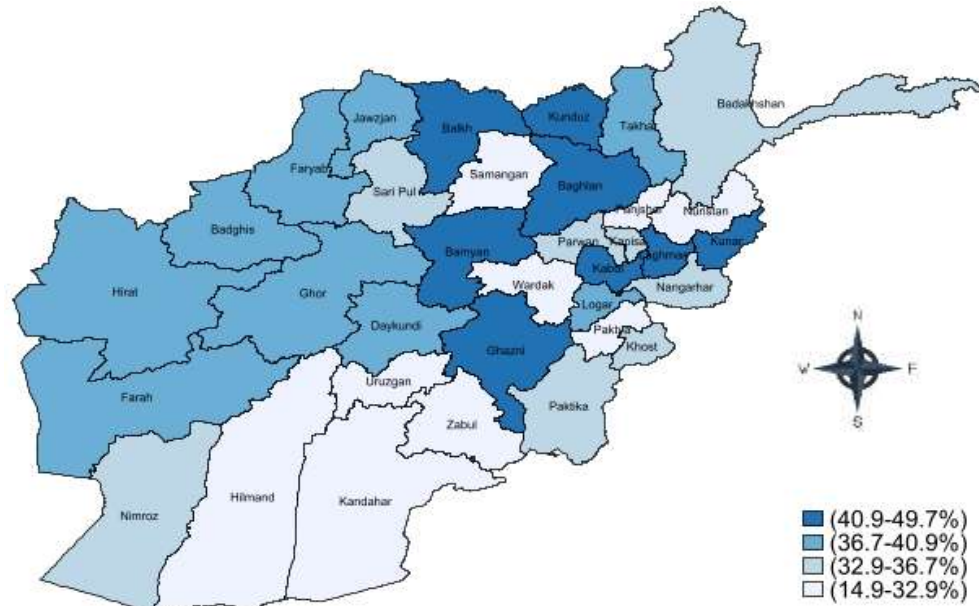 Badakhshan
Jawzjan
Balkh
Kunduz
Takhar
Faryab
Samangan
Sari Pul
Baghlan
Panjshir
Nuristan
Badghis
Bamyan
Parwan
Kapisa
Kunar
Laghman
Kabul
Hirat
Ghor
Wardak
Nangarhar
Logar
Daykundi
Paktya
Khost
Ghazni
Uruzgan
Farah
Paktika
Zabul
Hilmand
Kandahar
Nimroz
N
W
E
S
(40.9-49.7%)
(36.7-40.9%)
(32.9-36.7%)
(14.9-32.9%)